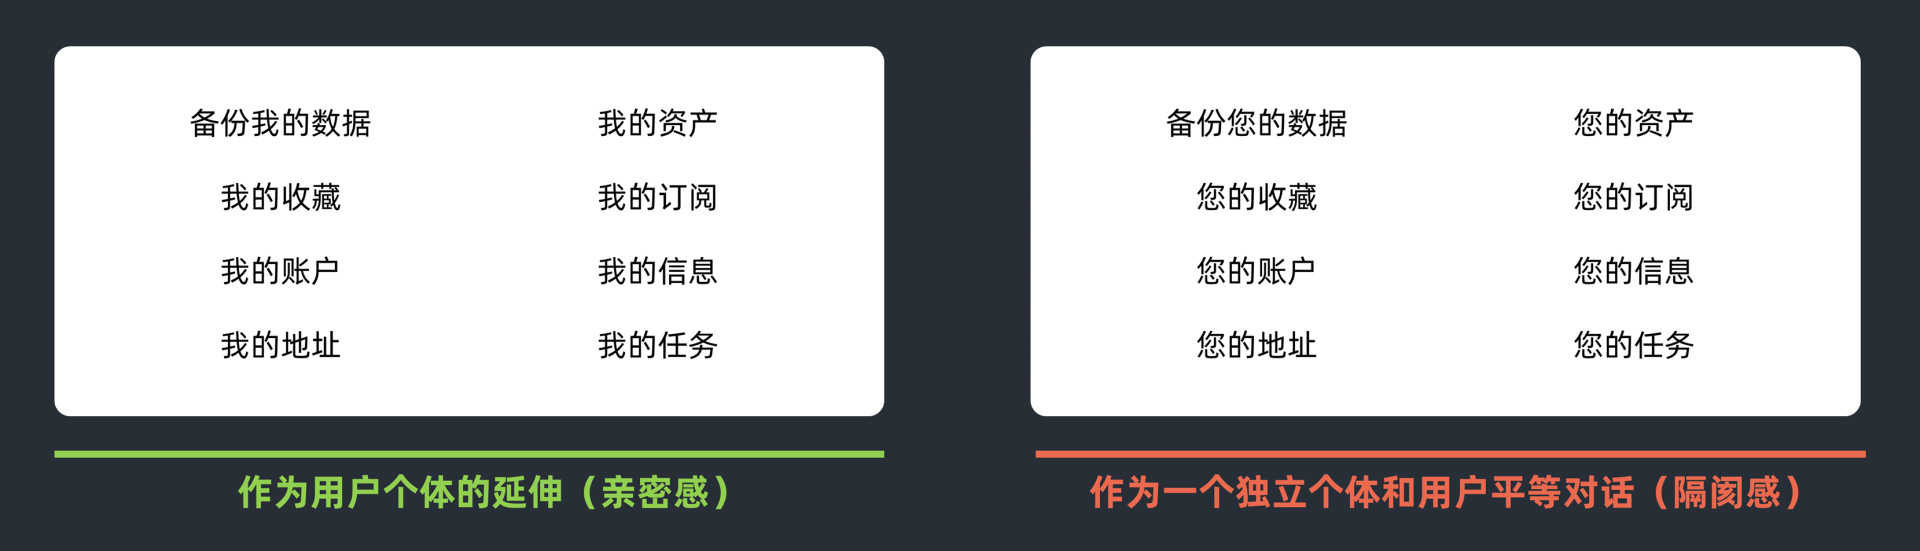 备份我的数据
我的资产
我的收藏
我的订阅
我的账户
我的信息
我的地址
我的任务
作为用户个体的延伸（亲密感）
备份您的数据
您的资产
您的收藏
您的订阅
您的账户
您的信息
您的地址
您的任务
作为一个独立个体和用户平等对话（隔阂感）